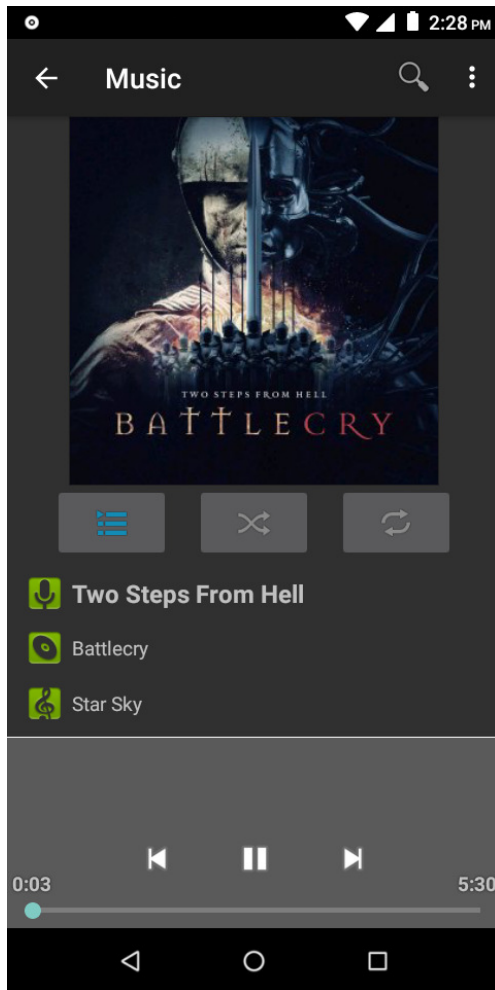 2:28 PM
Music
TWO STEPS FROM HELL
BATTLECRY
Two Steps From Hell
Battlecry
Star Sky
0:03
5:30